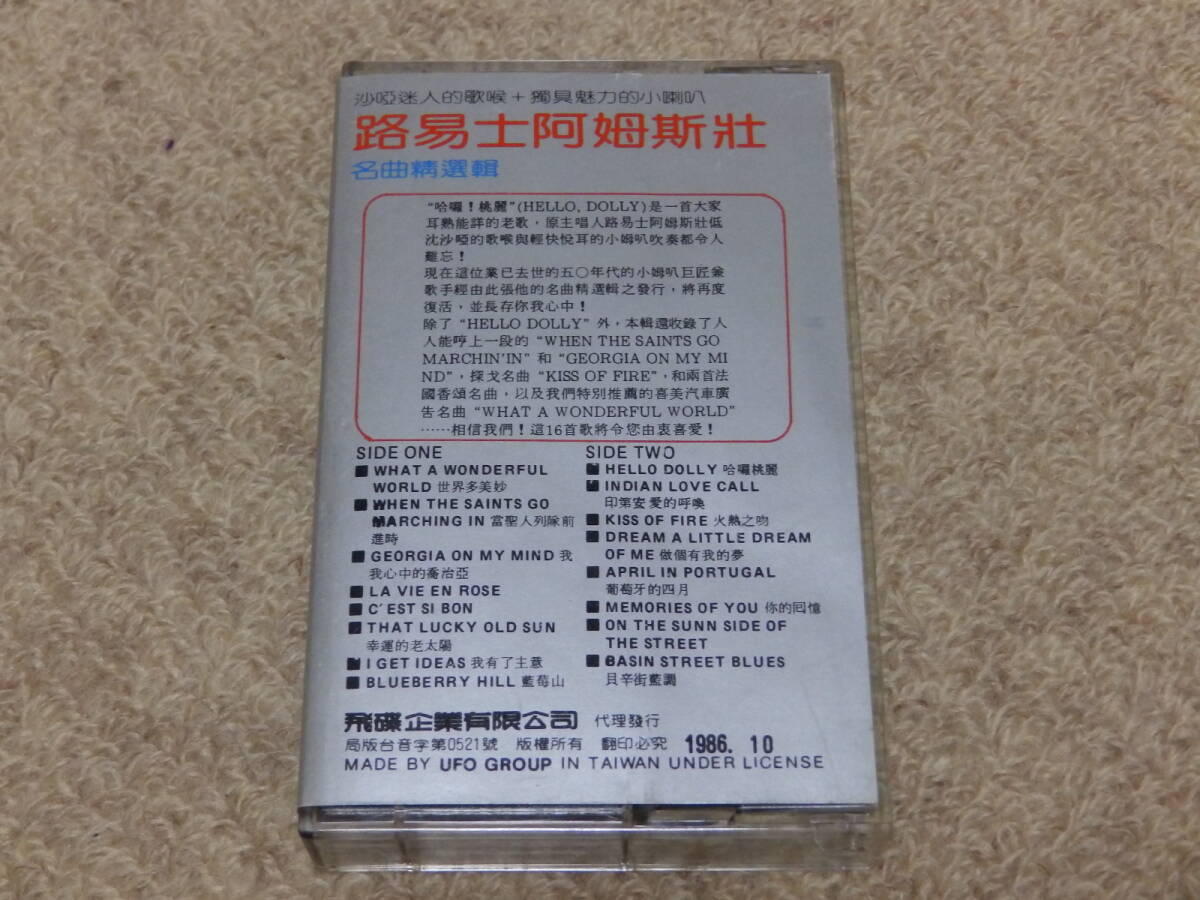 沙啞迷人的歌喉+獨具魅力的小喇叭
路易士阿姆斯壯
名曲精選輯
“哈囉!桃麗”(HELLO, DOLLY)是一首大家
耳熟能詳的老歌,原主唱人路易士阿姆斯壯低
沈沙啞的歌喉與輕快悅耳的小姆叭吹奏都令人
難忘!
現在這位業已去世的五〇年代的小姆叭巨匠兼
歌手經由此張他的名曲精選輯之發行,將再度
復活,並長存你我心中!
除了“HELLO DOLLY”外,本輯還收錄了人
人能哼上一段的“WHEN THE SAINTS GO
MARCHIN'IN”和“GEORGIA ON MY MI
ND”,探戈名曲“KISS OF FIRE”,和兩首法
國香頌名曲,以及我們特別推薦的喜美汽車廣
告名曲“WHAT A WONDERFUL WORLD”
……相信我們!這16首歌將令您由衷喜愛!
SIDE ONE
■ WHAT A WONDERFUL
WORLD 世界多美妙
■ WHEN THE SAINTS GO
MARCHING IN 當聖人列隊前
進時
■ GEORGIA ON MY MIND 我
我心中的喬治亞
■ LA VIE EN ROSE
■ C'EST SI BON
■ THAT LUCKY OLD SUN
幸運的老太陽
■ I GET IDEAS 我有了主意
■ BLUEBERRY HILL 藍莓山
SIDE TWO
■ HELLO DOLLY 哈囉桃麗
■ INDIAN LOVE CALL
印第安愛的呼喚
■ KISS OF FIRE 火熱之吻
■ DREAM A LITTLE DREAM
OF ME 做個有我的夢
■ APRIL IN PORTUGAL
葡萄牙的四月
■ MEMORIES OF YOU 你的回憶
■ ON THE SUNN SIDE OF
THE STREET
■ BASIN STREET BLUES
貝辛街藍調
飛碟企業有限公司 代理發行
局版台音字第0521號 版權所有 翻印必究 1986. 10
MADE BY UFO GROUP IN TAIWAN UNDER LICENSE